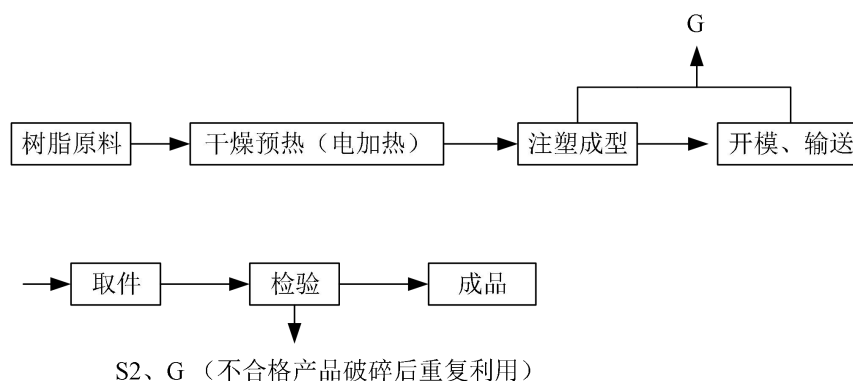 G
树脂原料
干燥预热（电加热）
注塑成型
开模、输送
取件
检验
成品
S2、G （不合格产品破碎后重复利用）